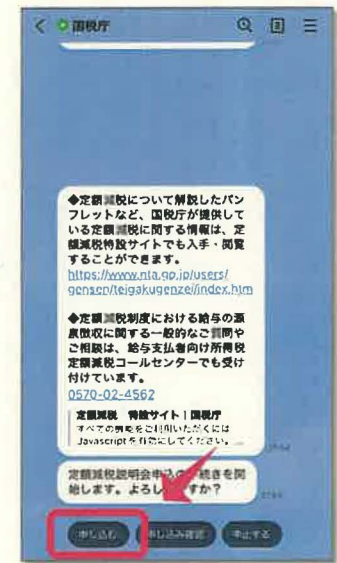 国税庁
◆定額減税について解説したパン
フレットなど、国税庁が提供して
いる定額減税に関する情報は、定
額減税特設サイトでも入手・閲覧
することができます。
https://www.nta.go.jp/users/
gensen/teigakugenzei/index.htm
◆定額減税制度における給与の源
泉徴収に関する一般的なご質問や
ご相談は、給与支払者向け所得税
定額減税コールセンターでも受け
付けています。
0570-02-4562
定額減税 特設サイト|国税庁
すべての機能をご利用いただくには
Javascriptを有効にしてください。
定額減税説明会申込の手続きを開
始します。よろしいですか?
申し込む 申し込み確認 中止する